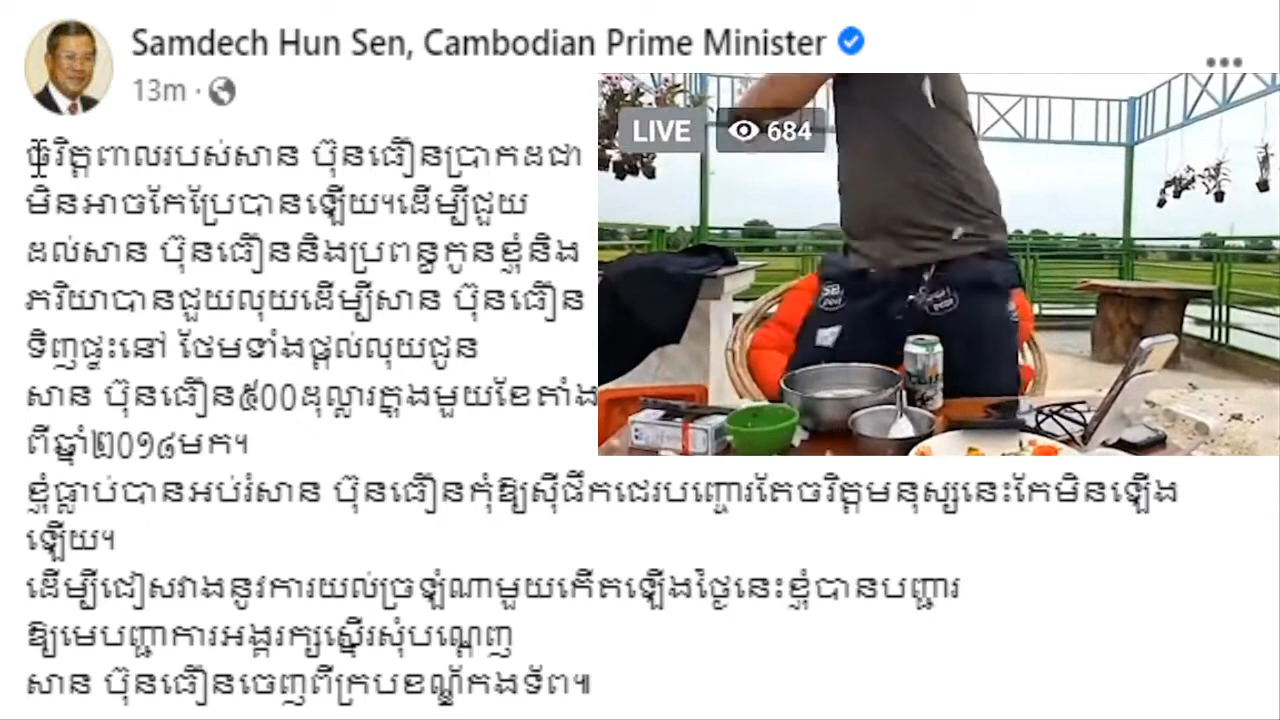 Samdech Hun Sen, Cambodian Prime Minister
13m ·
LIVE 684
ចរិត្តពាលរបស់សាន ប៊ុនធឿនប្រាកដជា
មិនអាចកែប្រែបានឡើយ។ដើម្បីជួយ
ដល់សាន ប៊ុនធឿននិងប្រពន្ធកូនខ្ញុំនិង
ភរិយាបានជួយលុយដើម្បីសាន ប៊ុនធឿន
ទិញផ្ទះនៅ ថែមទាំងផ្តល់លុយជូន
សាន ប៊ុនធឿន៥០០ដុល្លារក្នុងមួយខែតាំង
ពីឆ្នាំ២០១៨មក។
ខ្ញុំធ្លាប់បានអប់រំសាន ប៊ុនធឿនកុំឱ្យស៊ីផឹកជេរបញ្ចោរតែចរិត្តមនុស្សនេះកែមិនឡើង
ឡើយ។
ដើម្បីជៀសវាងនូវការយល់ច្រឡំណាមួយកើតឡើងថ្ងៃនេះខ្ញុំបានបញ្ជារ
ឱ្យមេបញ្ជាការអង្គរក្សស្នើរសុំបណ្តេញ
សាន ប៊ុនធឿនចេញពីក្របខណ្ឌ័កងទ័ព៕